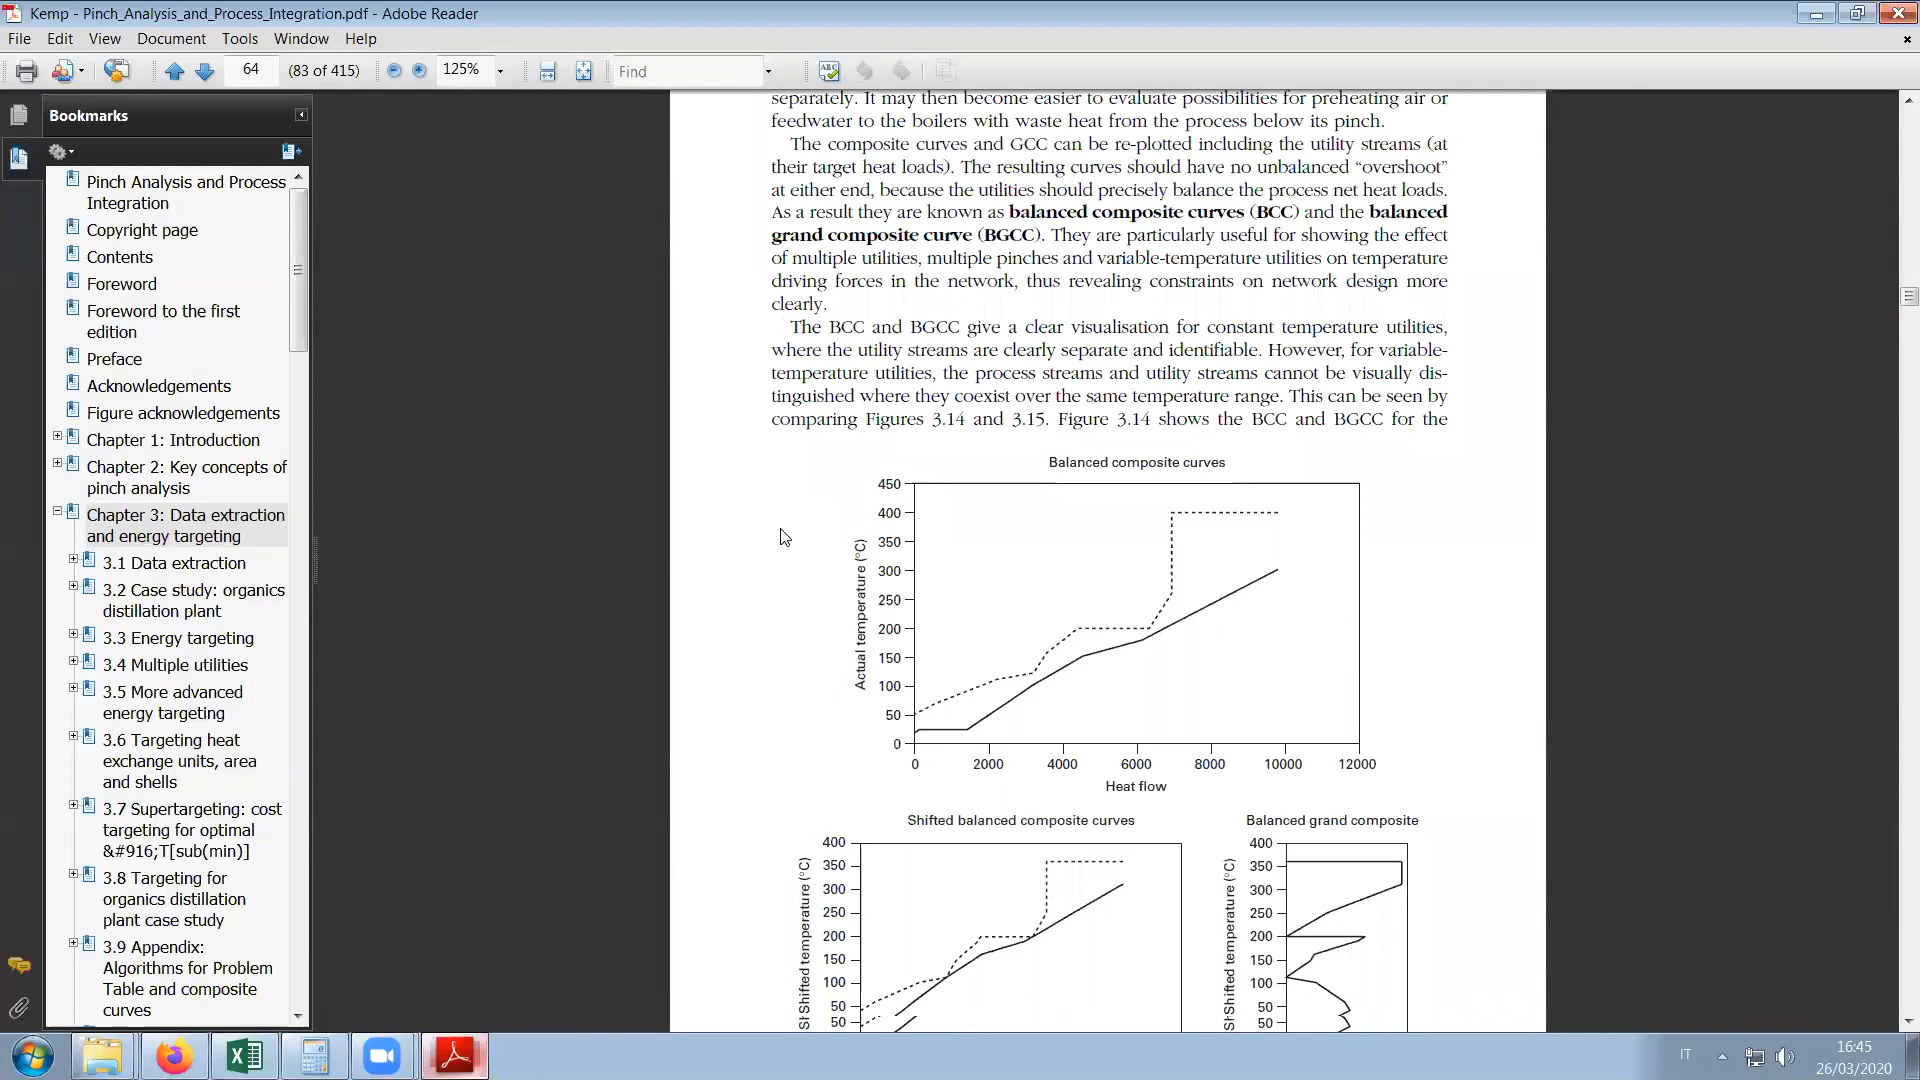 Kemp - Pinch_Analysis_and_Process_Integration.pdf - Adobe Reader
File Edit View Document Tools Window Help
64 (83 of 415) 125% Find
Bookmarks
Pinch Analysis and Process
Integration
Copyright page
Contents
Foreword
Foreword to the first
edition
Preface
Acknowledgements
Figure acknowledgements
Chapter 1: Introduction
Chapter 2: Key concepts of
pinch analysis
Chapter 3: Data extraction
and energy targeting
3.1 Data extraction
3.2 Case study: organics
distillation plant
3.3 Energy targeting
3.4 Multiple utilities
3.5 More advanced
energy targeting
3.6 Targeting heat
exchange units, area
and shells
3.7 Supertargeting: cost
targeting for optimal
&#916;T[sub(min)]
3.8 Targeting for
organics distillation
plant case study
3.9 Appendix:
Algorithms for Problem
Table and composite
curves
separately. It may then become easier to evaluate possibilities for preheating air or
feedwater to the boilers with waste heat from the process below its pinch.
The composite curves and GCC can be re-plotted including the utility streams (at
their target heat loads). The resulting curves should have no unbalanced “overshoot”
at either end, because the utilities should precisely balance the process net heat loads.
As a result they are known as balanced composite curves (BCC) and the balanced
grand composite curve (BGCC). They are particularly useful for showing the effect
of multiple utilities, multiple pinches and variable-temperature utilities on temperature
driving forces in the network, thus revealing constraints on network design more
clearly.
The BCC and BGCC give a clear visualisation for constant temperature utilities,
where the utility streams are clearly separate and identifiable. However, for variable-
temperature utilities, the process streams and utility streams cannot be visually dis-
tinguished where they coexist over the same temperature range. This can be seen by
comparing Figures 3.14 and 3.15. Figure 3.14 shows the BCC and BGCC for the
Balanced composite curves
450
400
350
300
250
200
150
100
50
0
Actual temperature (°C)
0 2000 4000 6000 8000 10000 12000
Heat flow
Shifted balanced composite curves
400
350
300
250
200
150
100
50
50
Shifted temperature (°C)
Balanced grand composite
400
350
300
250
200
150
100
50
50
Shifted temperature (°C)
IT
16:45
26/03/2020